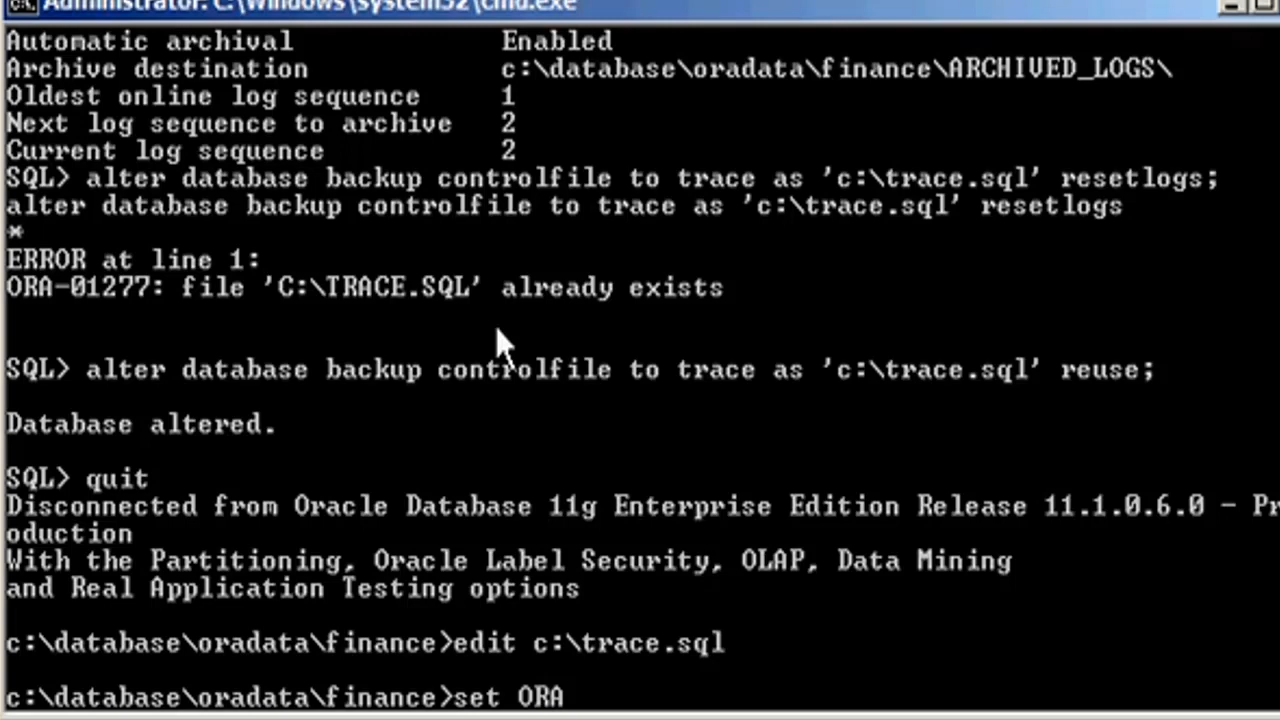 Administrator: C:\Windows\system32\cmd.exe
Automatic archival Enabled
Archive destination c:\database\oradata\finance\ARCHIVED_LOGS\
Oldest online log sequence 1
Next log sequence to archive 2
Current log sequence 2
SQL> alter database backup controlfile to trace as 'c:\trace.sql' resetlogs;
alter database backup controlfile to trace as 'c:\trace.sql' resetlogs
*
ERROR at line 1:
ORA-01277: file 'C:\TRACE.SQL' already exists
SQL> alter database backup controlfile to trace as 'c:\trace.sql' reuse;
Database altered.
SQL> quit
Disconnected from Oracle Database 11g Enterprise Edition Release 11.1.0.6.0 - Pr
oduction
With the Partitioning, Oracle Label Security, OLAP, Data Mining
and Real Application Testing options
c:\database\oradata\finance>edit c:\trace.sql
c:\database\oradata\finance>set ORA